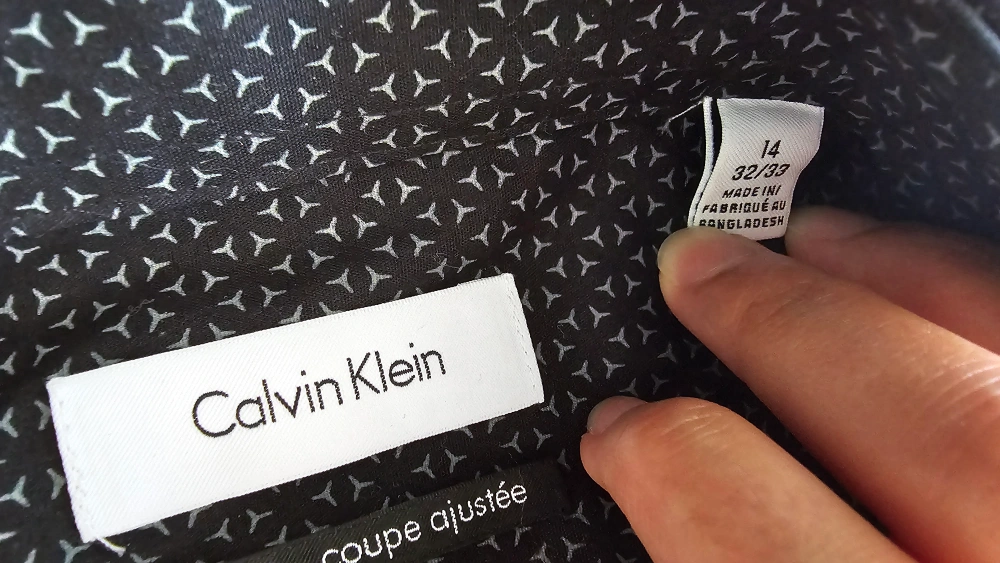 14
32/33
MADE IN/
FABRIQUÉ AU
BANGLADESH
Calvin Klein
coupe ajustée